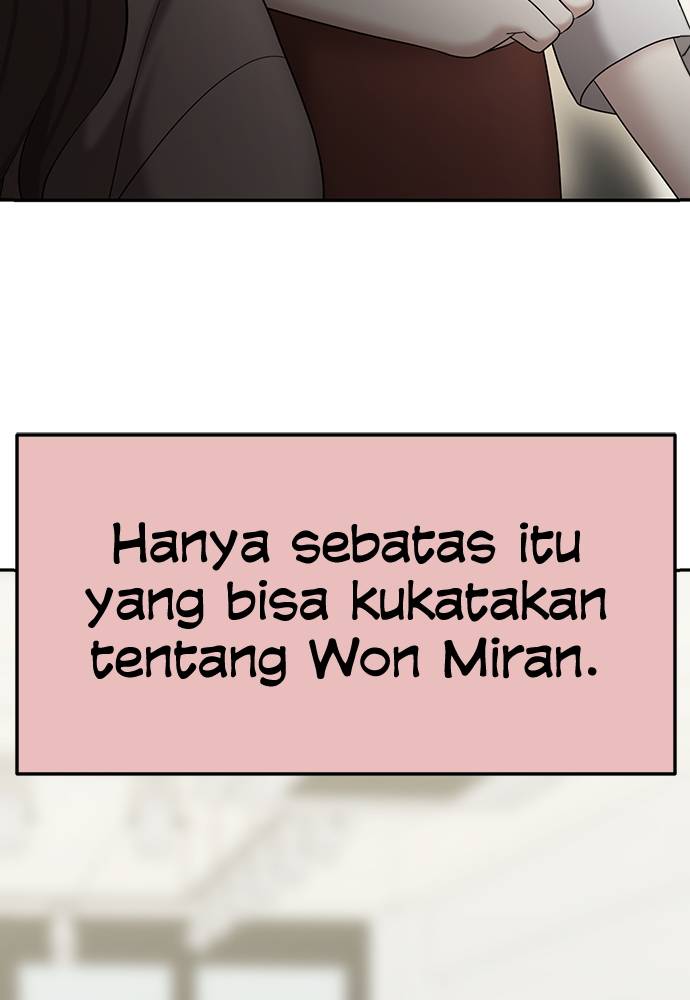 Hanya sebatas itu
yang bisa kukatakan
tentang Won Miran.